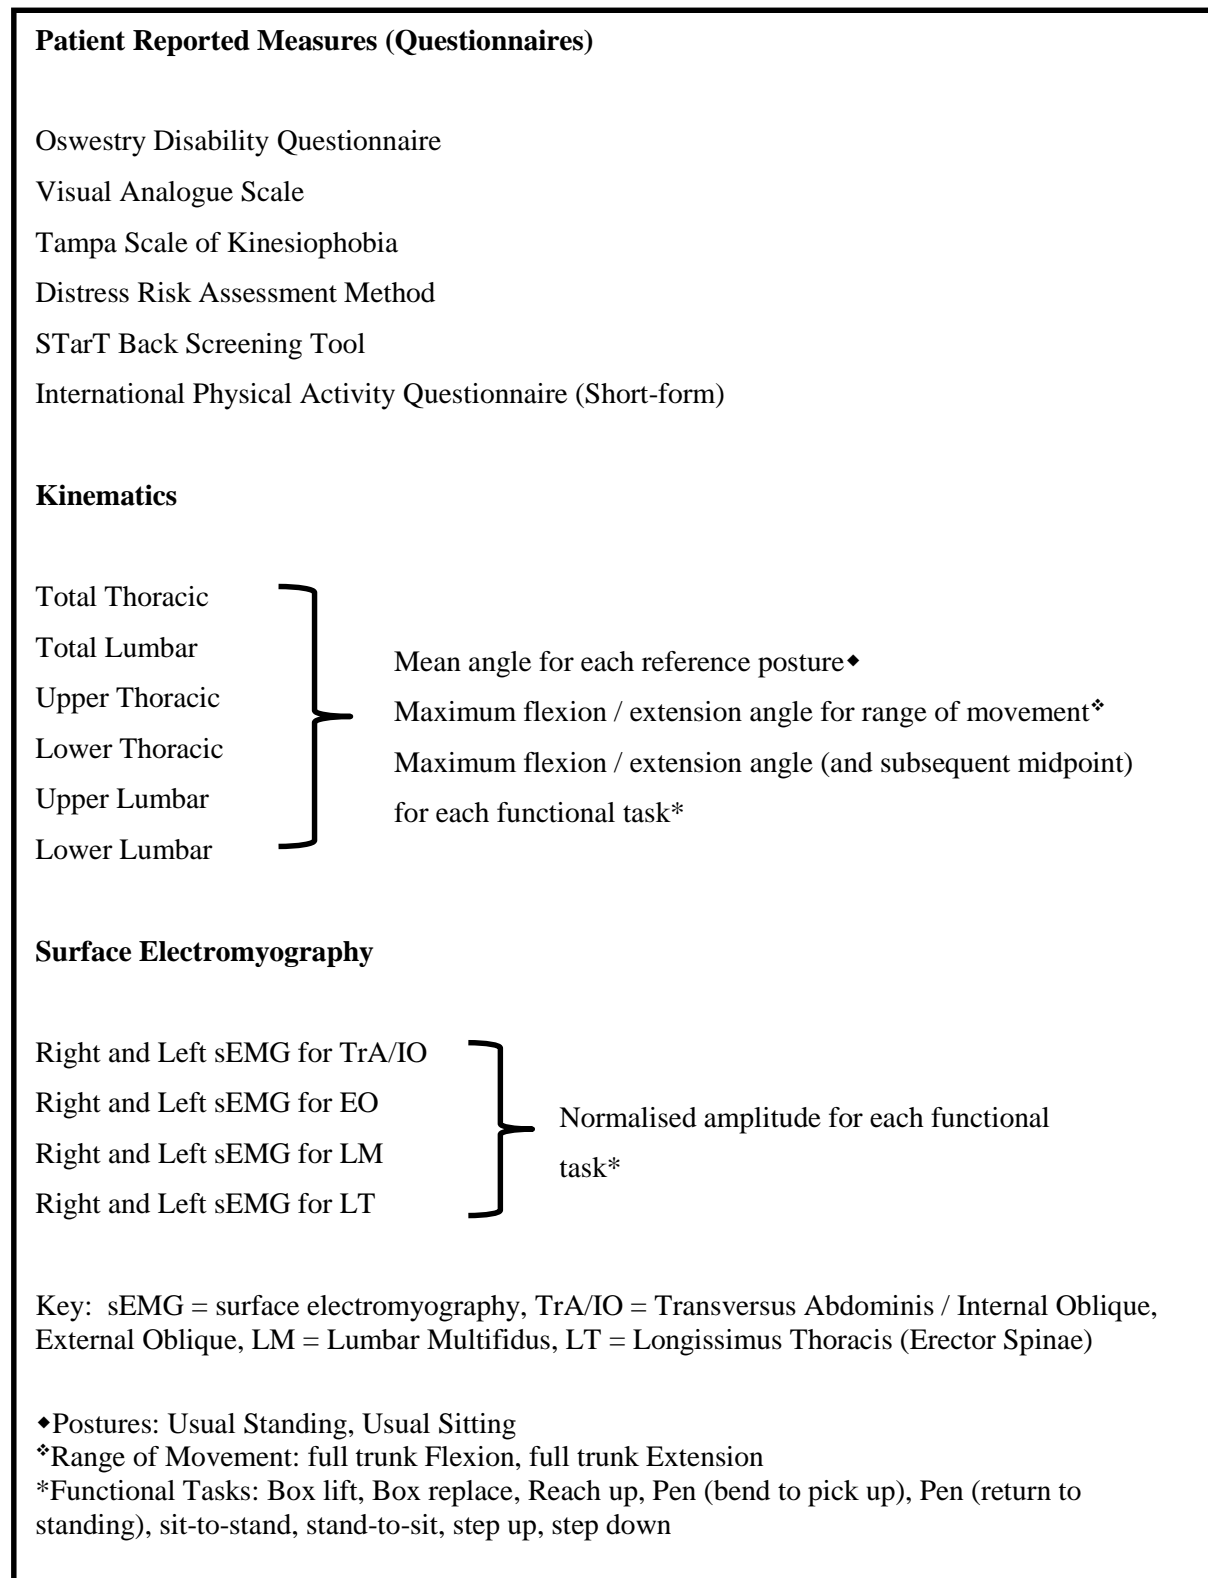 Patient Reported Measures (Questionnaires)
Oswestry Disability Questionnaire
Visual Analogue Scale
Tampa Scale of Kinesiophobia
Distress Risk Assessment Method
STarT Back Screening Tool
International Physical Activity Questionnaire (Short-form)
Kinematics
Total Thoracic
Total Lumbar
Upper Thoracic
Lower Thoracic
Upper Lumbar
Lower Lumbar
Mean angle for each reference posture◆
Maximum flexion / extension angle for range of movement❖
Maximum flexion / extension angle (and subsequent midpoint)
for each functional task*
Surface Electromyography
Right and Left sEMG for TrA/IO
Right and Left sEMG for EO
Right and Left sEMG for LM
Right and Left sEMG for LT
Normalised amplitude for each functional
task*
Key:  sEMG = surface electromyography, TrA/IO = Transversus Abdominis / Internal Oblique,
External Oblique, LM = Lumbar Multifidus, LT = Longissimus Thoracis (Erector Spinae)
◆Postures: Usual Standing, Usual Sitting
❖Range of Movement: full trunk Flexion, full trunk Extension
*Functional Tasks: Box lift, Box replace, Reach up, Pen (bend to pick up), Pen (return to
standing), sit-to-stand, stand-to-sit, step up, step down